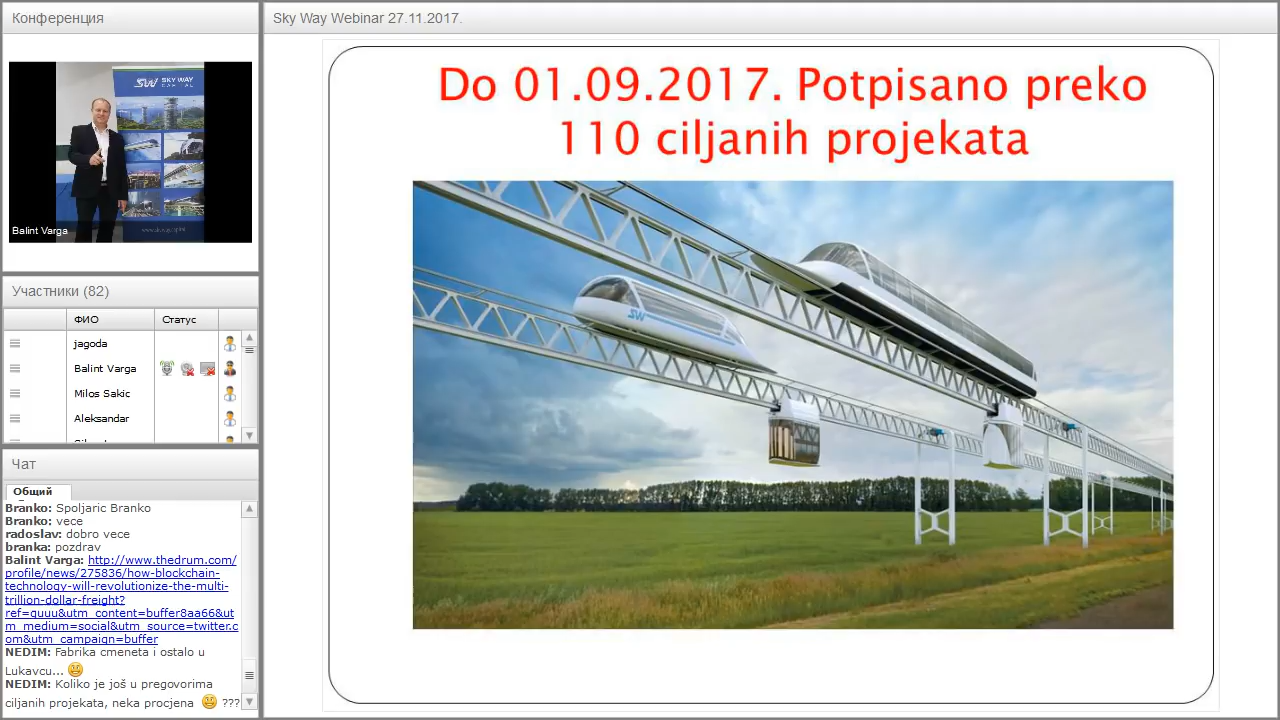 Конференция
SKY WAY
CAPITAL
Balint Varga
Участники (82)
ФИО
Статус
jagoda
Balint Varga
Milos Sakic
Aleksandar
Чат
Общий
Branko: Spoljaric Branko
Branko: vece
radoslav: dobro vece
branka: pozdrav
Balint Varga: http://www.thedrum.com/
profile/news/275836/how-blockchain-
technology-will-revolutionize-the-multi-
trillion-dollar-freight?
ref=quuu&utm_content=buffer8aa66&ut
m_medium=social&utm_source=twitter.c
om&utm_campaign=buffer
NEDIM: Fabrika cmeneta i ostalo u
Lukavcu...
NEDIM: Koliko je još u pregovorima
ciljanih projekata, neka procjena ???
Sky Way Webinar 27.11.2017.
Do 01.09.2017. Potpisano preko
110 ciljanih projekata
SW